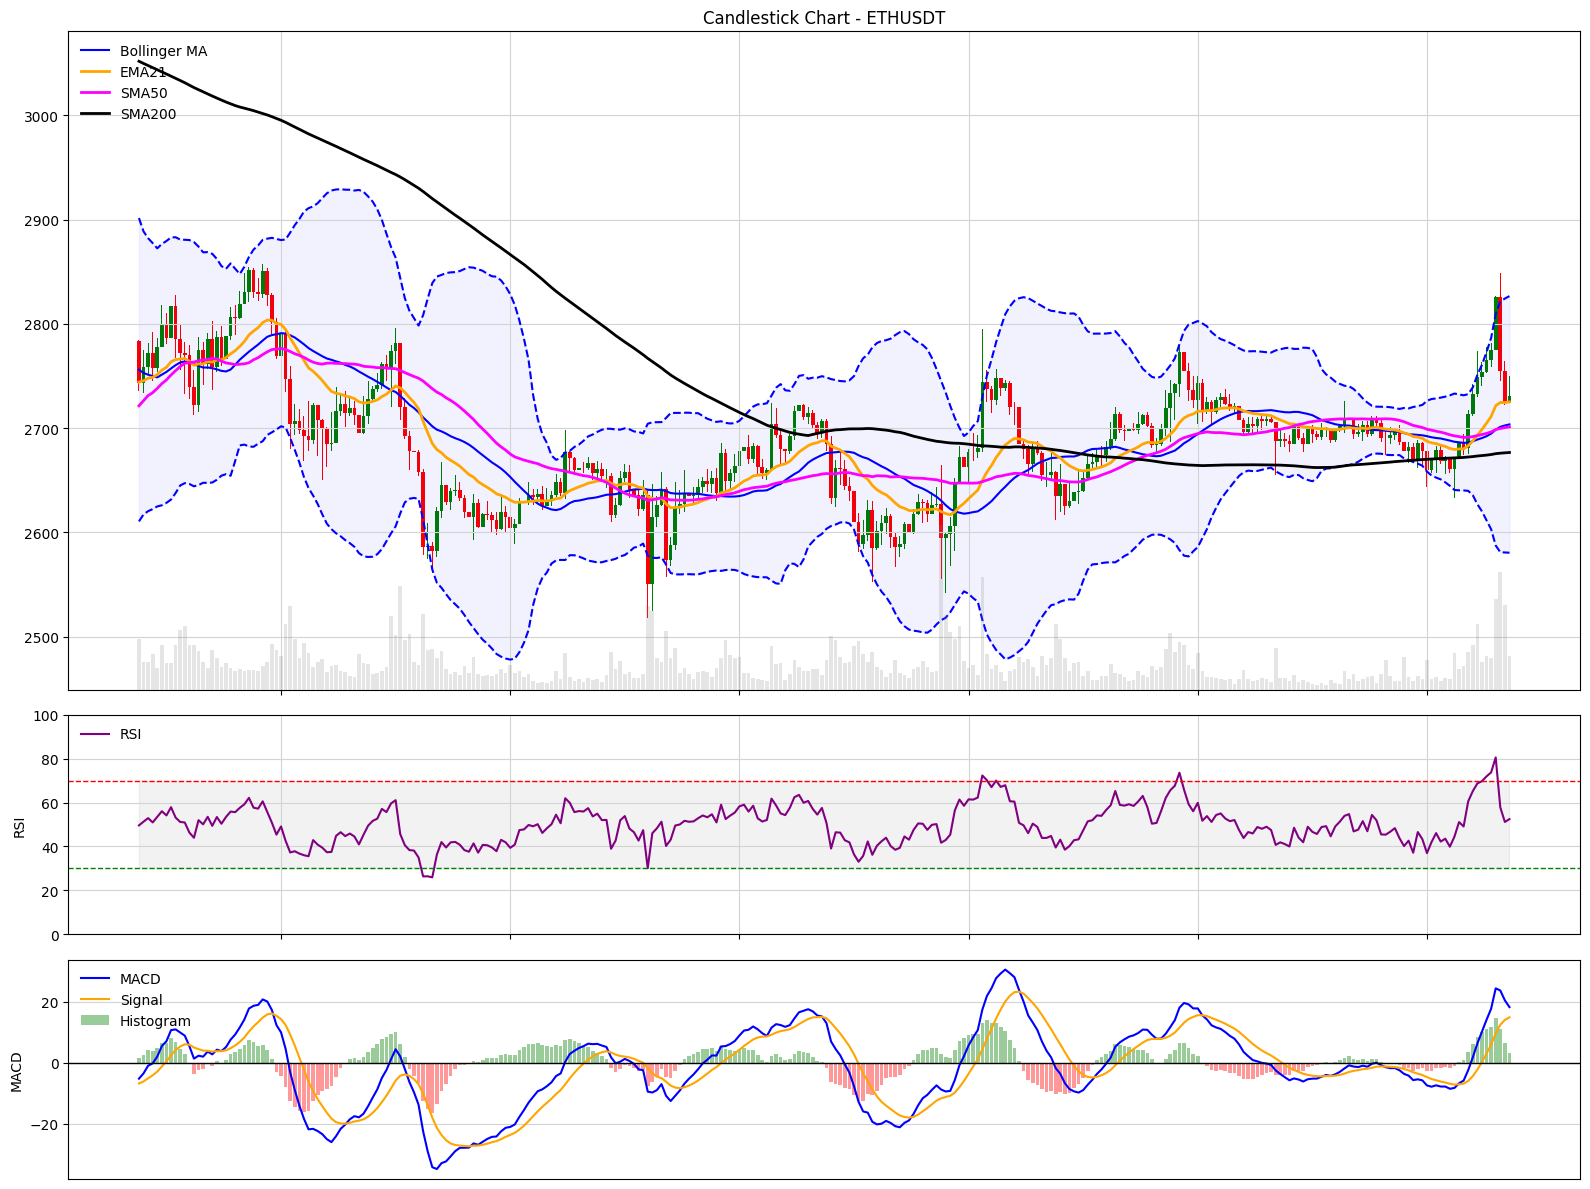 Candlestick Chart - ETHUSDT
Bollinger MA
EMA21
SMA50
SMA200
3000
2900
2800
2700
2600
2500
100
80
60
40
20
0
RSI
RSI
20
0
−20
MACD
MACD
Signal
Histogram